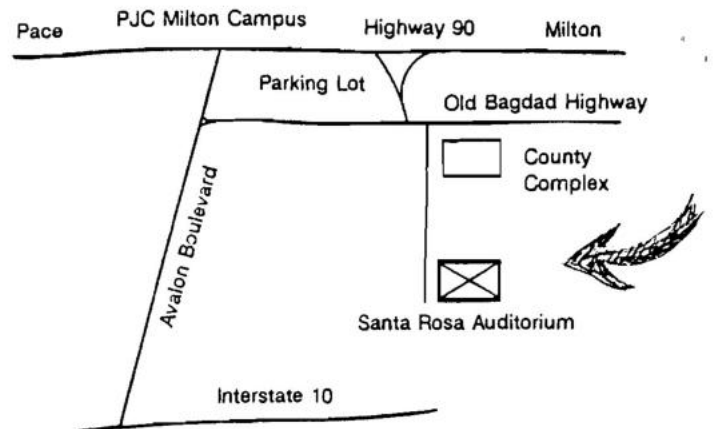 Pace
PJC Milton Campus
Highway 90
Milton
Parking Lot
Old Bagdad Highway
County
Complex
Avalon Boulevard
Santa Rosa Auditorium
Interstate 10